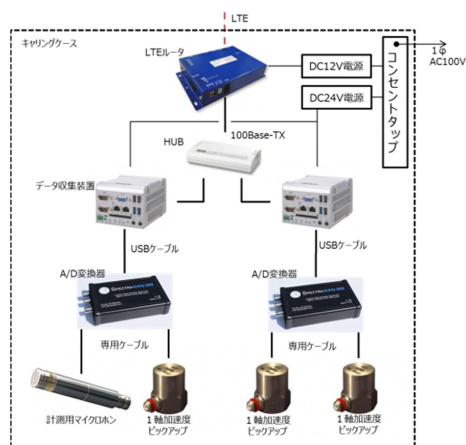 LTE
キャリングケース
LTEルータ
DC12V電源
1φ
AC100V
DC24V電源
コンセントタップ
100Base-TX
HUB
データ収集装置
USBケーブル
USBケーブル
A/D変換器
A/D変換器
専用ケーブル
専用ケーブル
計測用マイクロホン
1軸加速度
ピックアップ
1軸加速度
ピックアップ
1軸加速度
ピックアップ